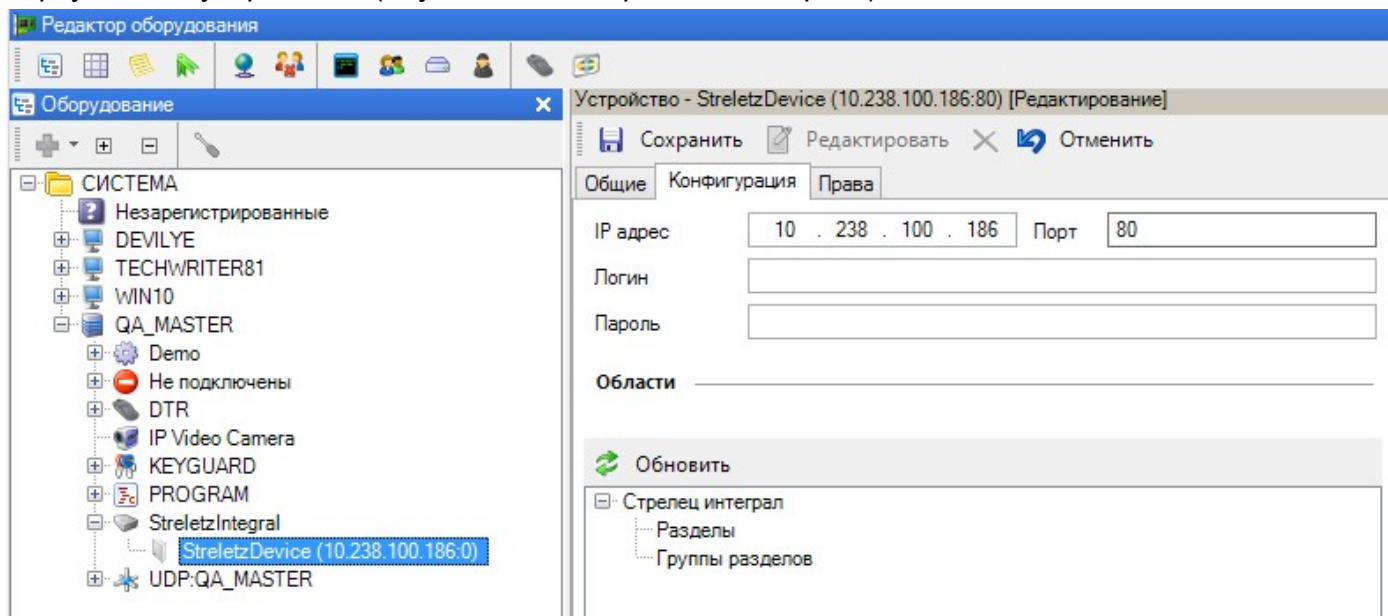 Редактор оборудования
Оборудование
СИСТЕМА
Незарегистрированные
DEVILYE
TECHWRITER81
WIN10
QA_MASTER
Demo
Не подключены
DTR
IP Video Camera
KEYGUARD
PROGRAM
StreletzIntegral
StreletzDevice (10.238.100.186:0)
UDP:QA_MASTER
Устройство - StreletzDevice (10.238.100.186:80) [Редактирование]
Сохранить Редактировать Отменить
Общие Конфигурация Права
IP адрес 10 . 238 . 100 . 186 Порт 80
Логин
Пароль
Области
Обновить
Стрелец интеграл
Разделы
Группы разделов